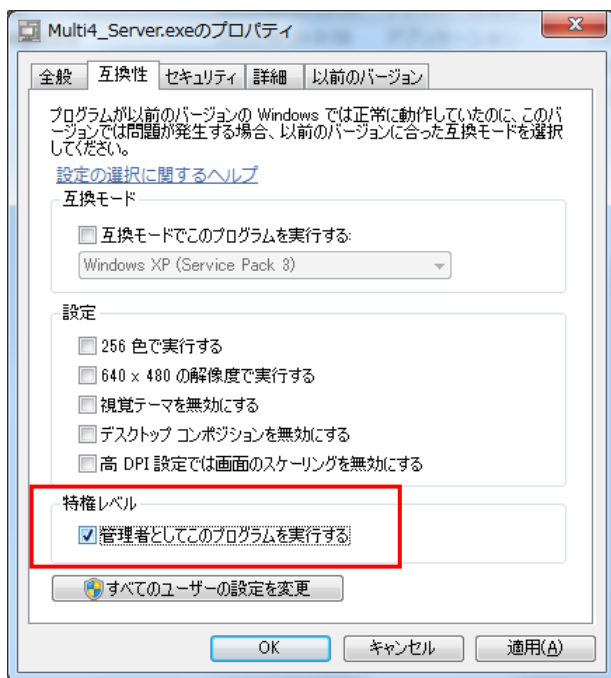 Multi4_Server.exeのプロパティ
全般 互換性 セキュリティ 詳細 以前のバージョン
プログラムが以前のバージョンの Windows では正常に動作していたのに、このバ
ージョンでは問題が発生する場合、以前のバージョンに合った互換モードを選択
してください。
設定の選択に関するヘルプ
互換モード
互換モードでこのプログラムを実行する:
Windows XP (Service Pack 3)
設定
256 色で実行する
640 x 480 の解像度で実行する
視覚テーマを無効にする
デスクトップ コンポジションを無効にする
高 DPI 設定では画面のスケーリングを無効にする
特権レベル
管理者としてこのプログラムを実行する
すべてのユーザーの設定を変更
OK キャンセル 適用(A)